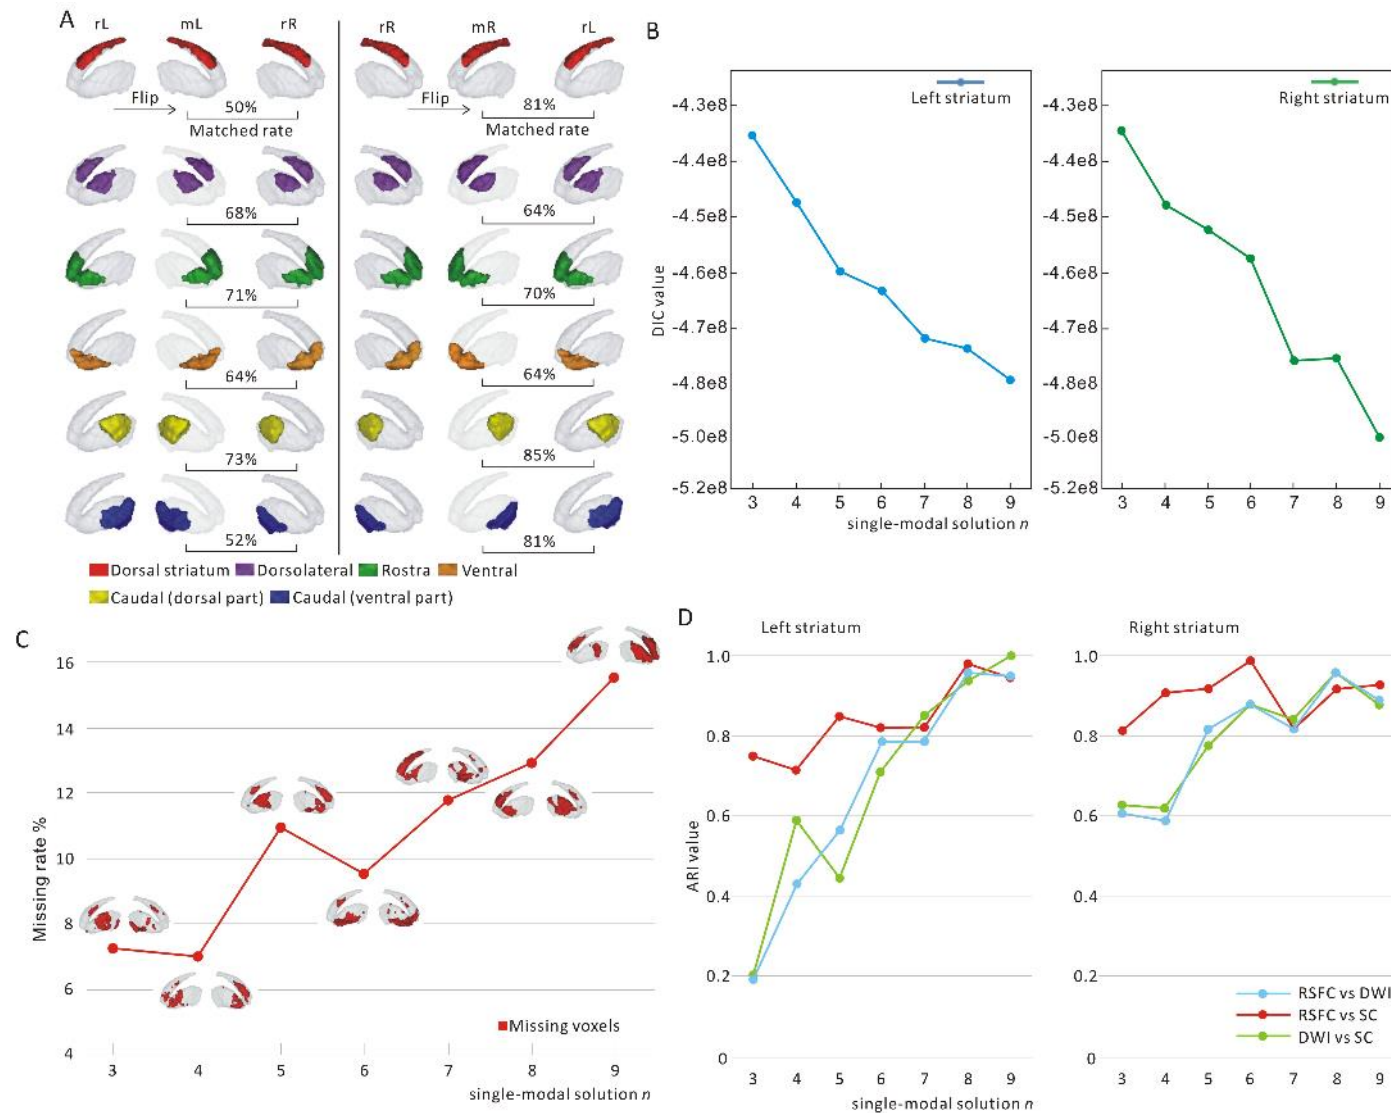 A
rL mL rR rR mR rL
Flip 50% Flip 81%
Matched rate Matched rate
68% 64%
71% 70%
64% 64%
73% 85%
52% 81%
Dorsal striatum Dorsolateral Rostra Ventral
Caudal (dorsal part) Caudal (ventral part)
B
Left striatum Right striatum
-4.3e8 -4.3e8
-4.4e8 -4.4e8
-4.5e8 -4.5e8
-4.6e8 -4.6e8
-4.7e8 -4.7e8
-4.8e8 -4.8e8
-5.0e8 -5.0e8
-5.2e8 -5.2e8
DIC value
3 4 5 6 7 8 9 3 4 5 6 7 8 9
single-modal solution n
C
16
14
12
10
8
6
4
Missing rate %
Missing voxels
3 4 5 6 7 8 9
single-modal solution n
D
Left striatum Right striatum
1.0 1.0
0.8 0.8
0.6 0.6
0.4 0.4
0.2 0.2
0 0
ARI value
RSFC vs DWI
RSFC vs SC
DWI vs SC
3 4 5 6 7 8 9 3 4 5 6 7 8 9
single-modal solution n